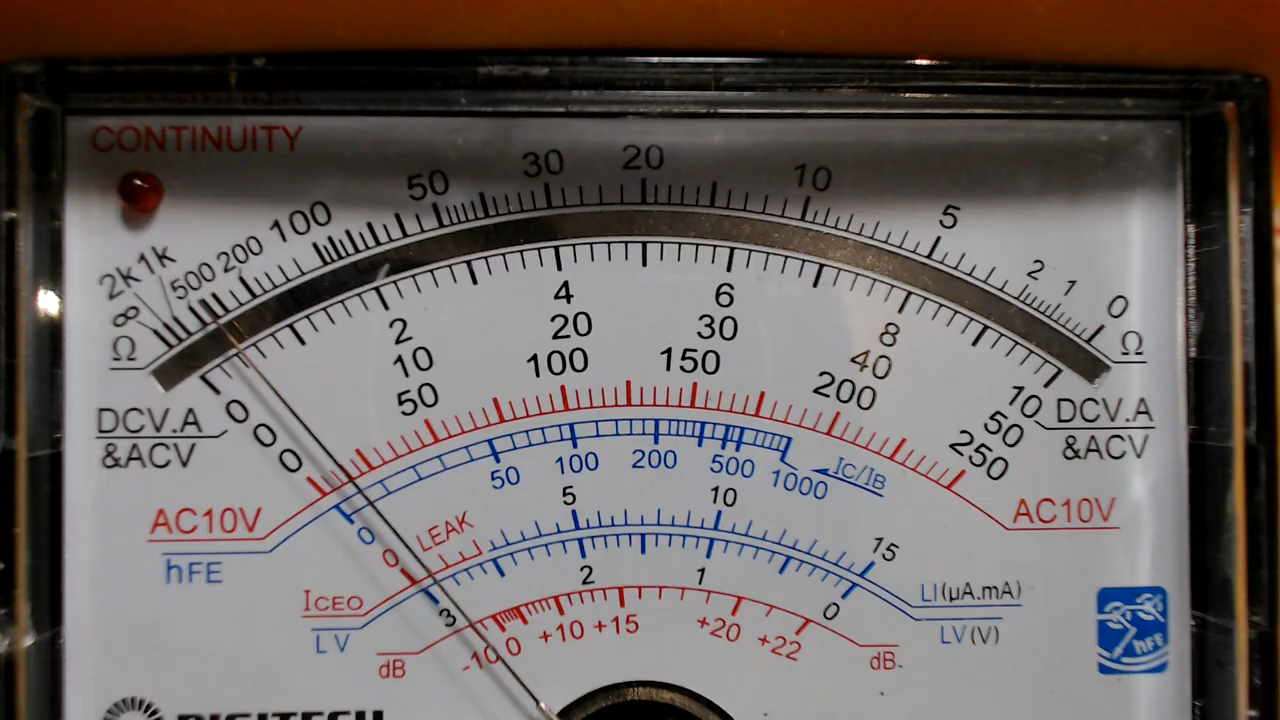 CONTINUITY
Ω ∞ 2k 1k 500 200 100 50 30 20 10 5 2 1 0 Ω
DCV.A &ACV 0 2 4 6 8 10 DCV.A &ACV
0 10 20 30 40 50
0 50 100 150 200 250
AC10V AC10V
hFE 0 50 100 200 500 1000 IC/IB
ICEO 0 LEAK 5 10 15 LI(µA.mA)
LV 3 2 1 0 LV(V)
dB -10 0 +10 +15 +20 +22 dB
hFE
DIGITECH